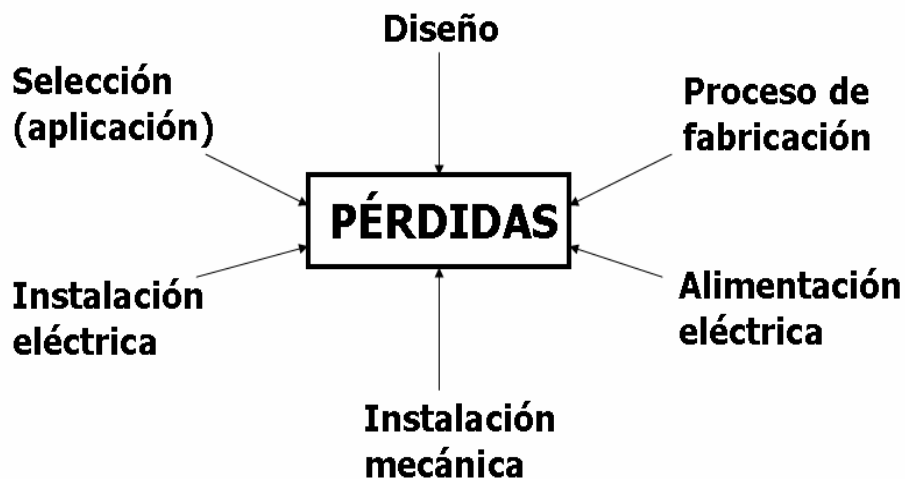 Diseño
Selección
(aplicación)
Proceso de
fabricación
PÉRDIDAS
Instalación
eléctrica
Alimentación
eléctrica
Instalación
mecánica